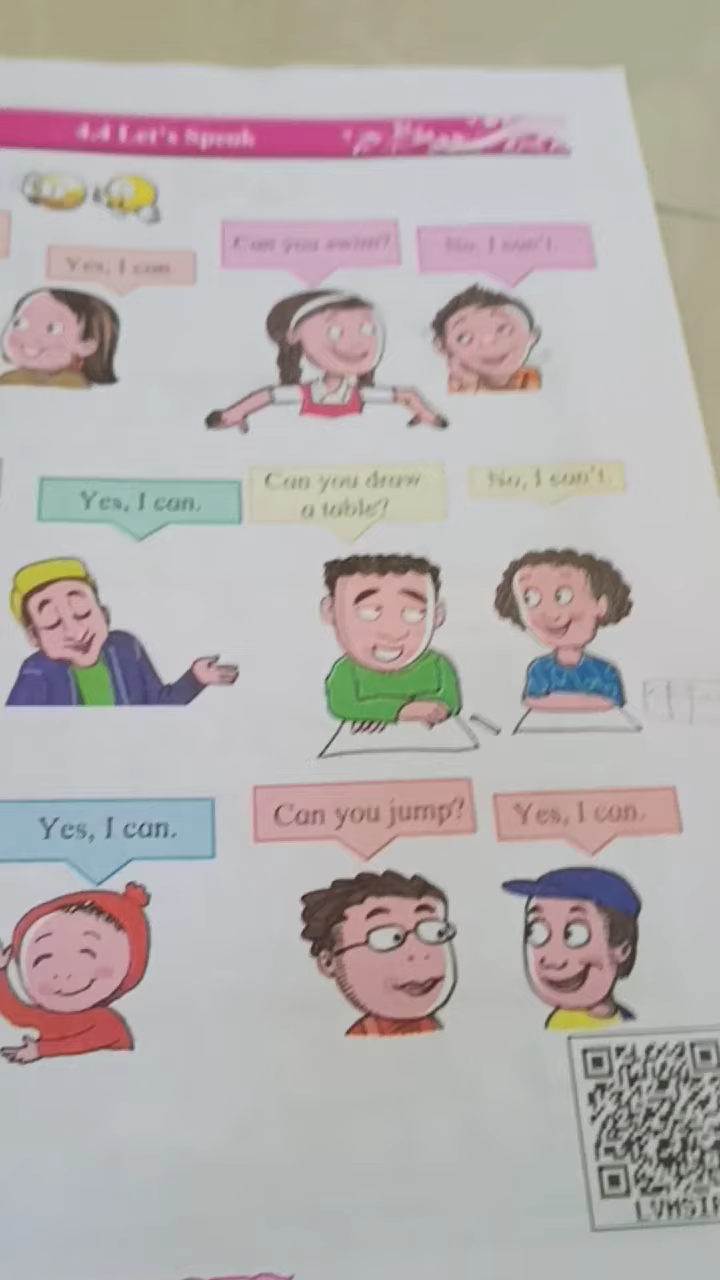 4.4 Let's Speak
Yes, I can
Can you swim?
No, I can't.
Yes, I can.
Can you draw
a table?
No, I can't.
Yes, I can.
Can you jump?
Yes, I can.